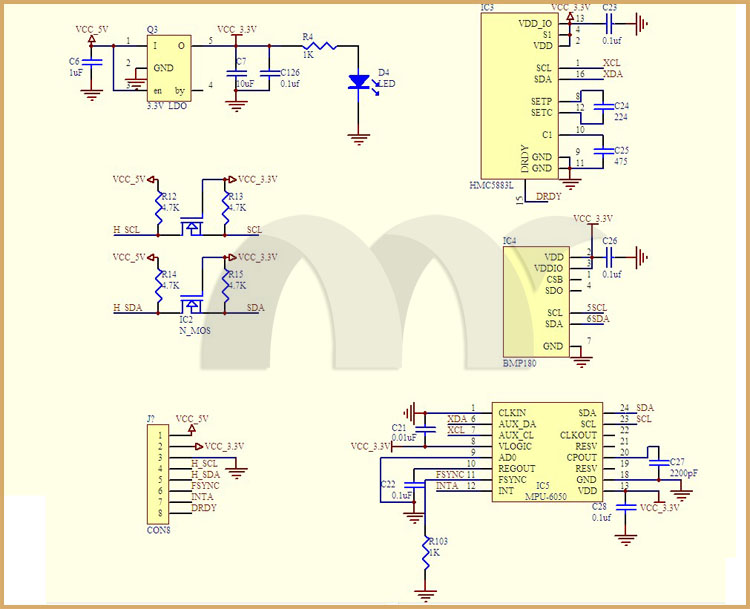 VCC_5V
Q3
VCC_3.3V
1 I O 5
2 GND
3 en by 4
3.3V_LDO
C6
1uF
C7
10uF
C126
0.1uf
R4
1K
D4
LED
IC3
VCC_3.3V
C23
0.1uf
VDD_IO 13
S1 4
VDD 2
SCL 1 XCL
SDA 16 XDA
SETP 8
SETC 12
C24
224
C1 10
C25
475
GND 9
GND 11
DRDY
15
DRDY
HMC5883L
VCC_5V VCC_3.3V
R12
4.7K
R13
4.7K
H_SCL SCL
VCC_5V VCC_3.3V
R14
4.7K
R15
4.7K
H_SDA SDA
IC2
N_MOS
VCC_3.3V
IC4
C26
0.1uf
VDD 2
VDDIO 3
CSB 1
SDO 4
SCL 5 SCL
SDA 6 SDA
GND 7
BMP180
J?
VCC_5V
1
2 VCC_3.3V
3
4 H_SCL
5 H_SDA
6 FSYNC
7 INTA
8 DRDY
CON8
C21
0.01uF
VCC_3.3V
1 CLKIN SDA 24 SDA
XDA 6 AUX_DA SCL 23 SCL
XCL 7 AUX_CL CLKOUT 22
8 VLOGIC RESV 21
9 AD0 CPOUT 20
10 REGOUT RESV 19
FSYNC 11 FSYNC GND 18
INTA 12 INT VDD 13
IC5
MPU-6050
C22
0.1uF
C27
2200pF
C28
0.1uf
VCC_3.3V
R103
1K